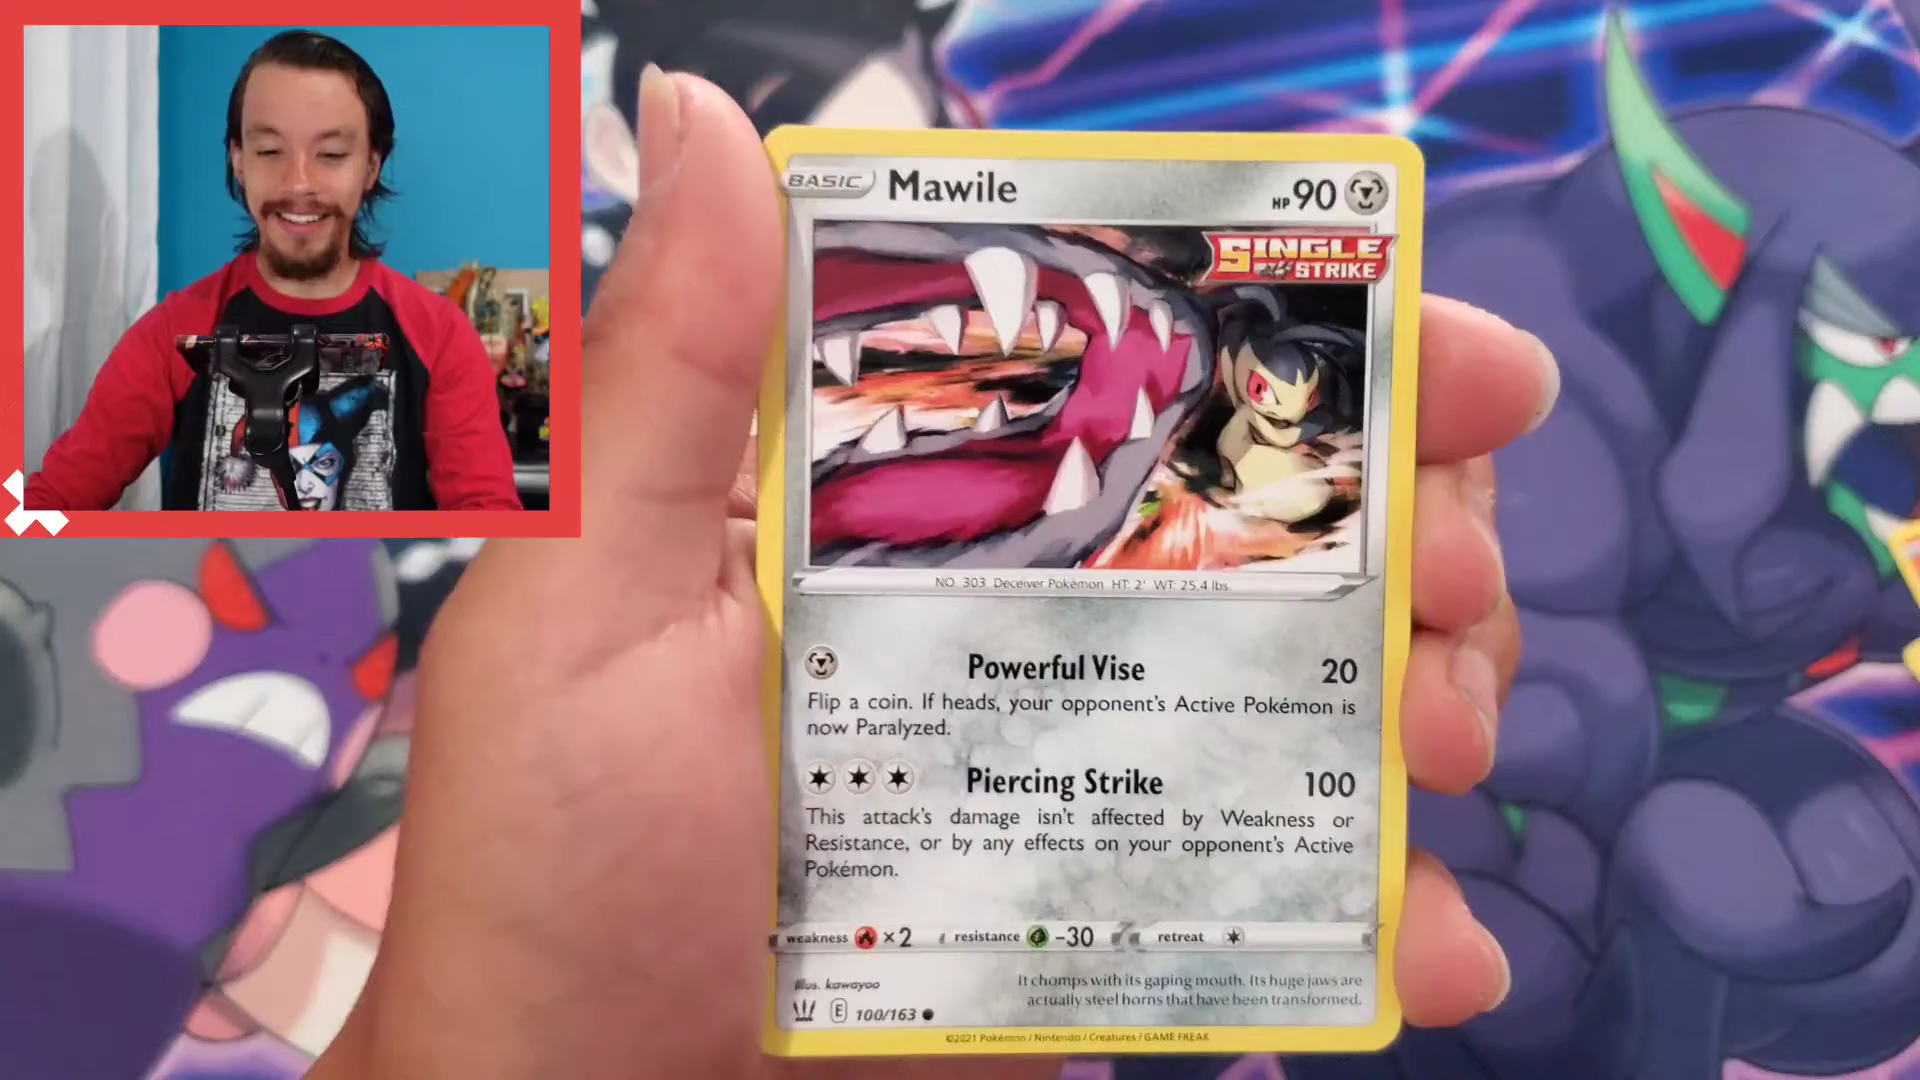 BASIC Mawile HP 90
SINGLE
STRIKE
NO. 303 Deceiver Pokémon HT: 2' WT: 25.4 lbs.
Powerful Vise 20
Flip a coin. If heads, your opponent's Active Pokémon is
now Paralyzed.
Piercing Strike 100
This attack's damage isn't affected by Weakness or
Resistance, or by any effects on your opponent's Active
Pokémon.
weakness ×2 resistance -30 retreat
Illus. kawayoo
It chomps with its gaping mouth. Its huge jaws are
actually steel horns that have been transformed.
E 100/163
©2021 Pokémon / Nintendo / Creatures / GAME FREAK